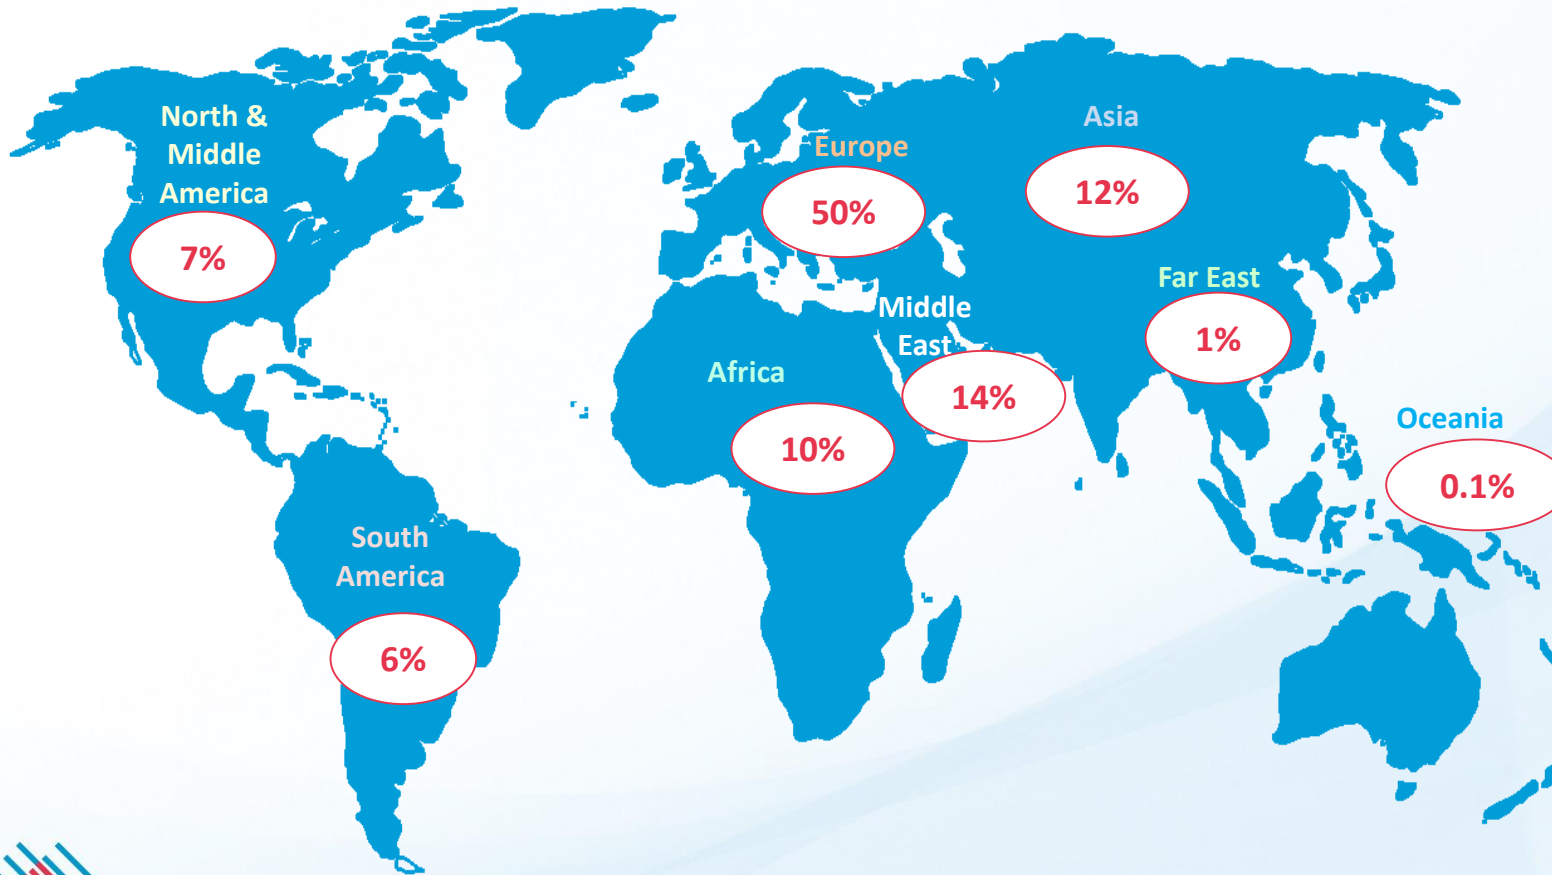 North &
Middle
America
7%
South
America
6%
Europe
50%
Africa
10%
Middle
East
14%
Asia
12%
Far East
1%
Oceania
0.1%